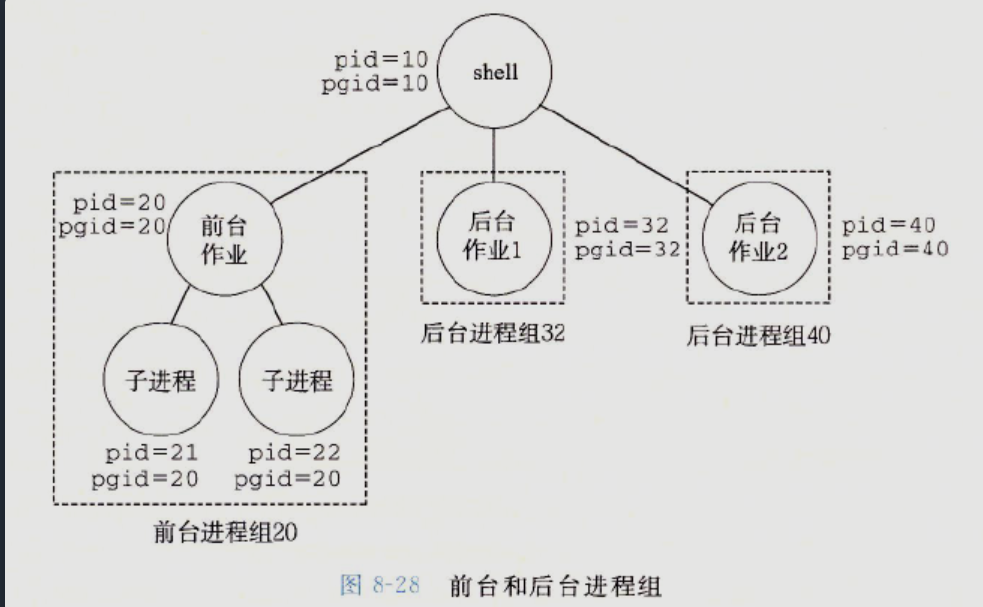 pid=10
pgid=10
shell
pid=20
pgid=20
前台
作业
后台
作业1
pid=32
pgid=32
后台
作业2
pid=40
pgid=40
后台进程组32
后台进程组40
子进程
子进程
pid=21
pgid=20
pid=22
pgid=20
前台进程组20
图 8-28 前台和后台进程组